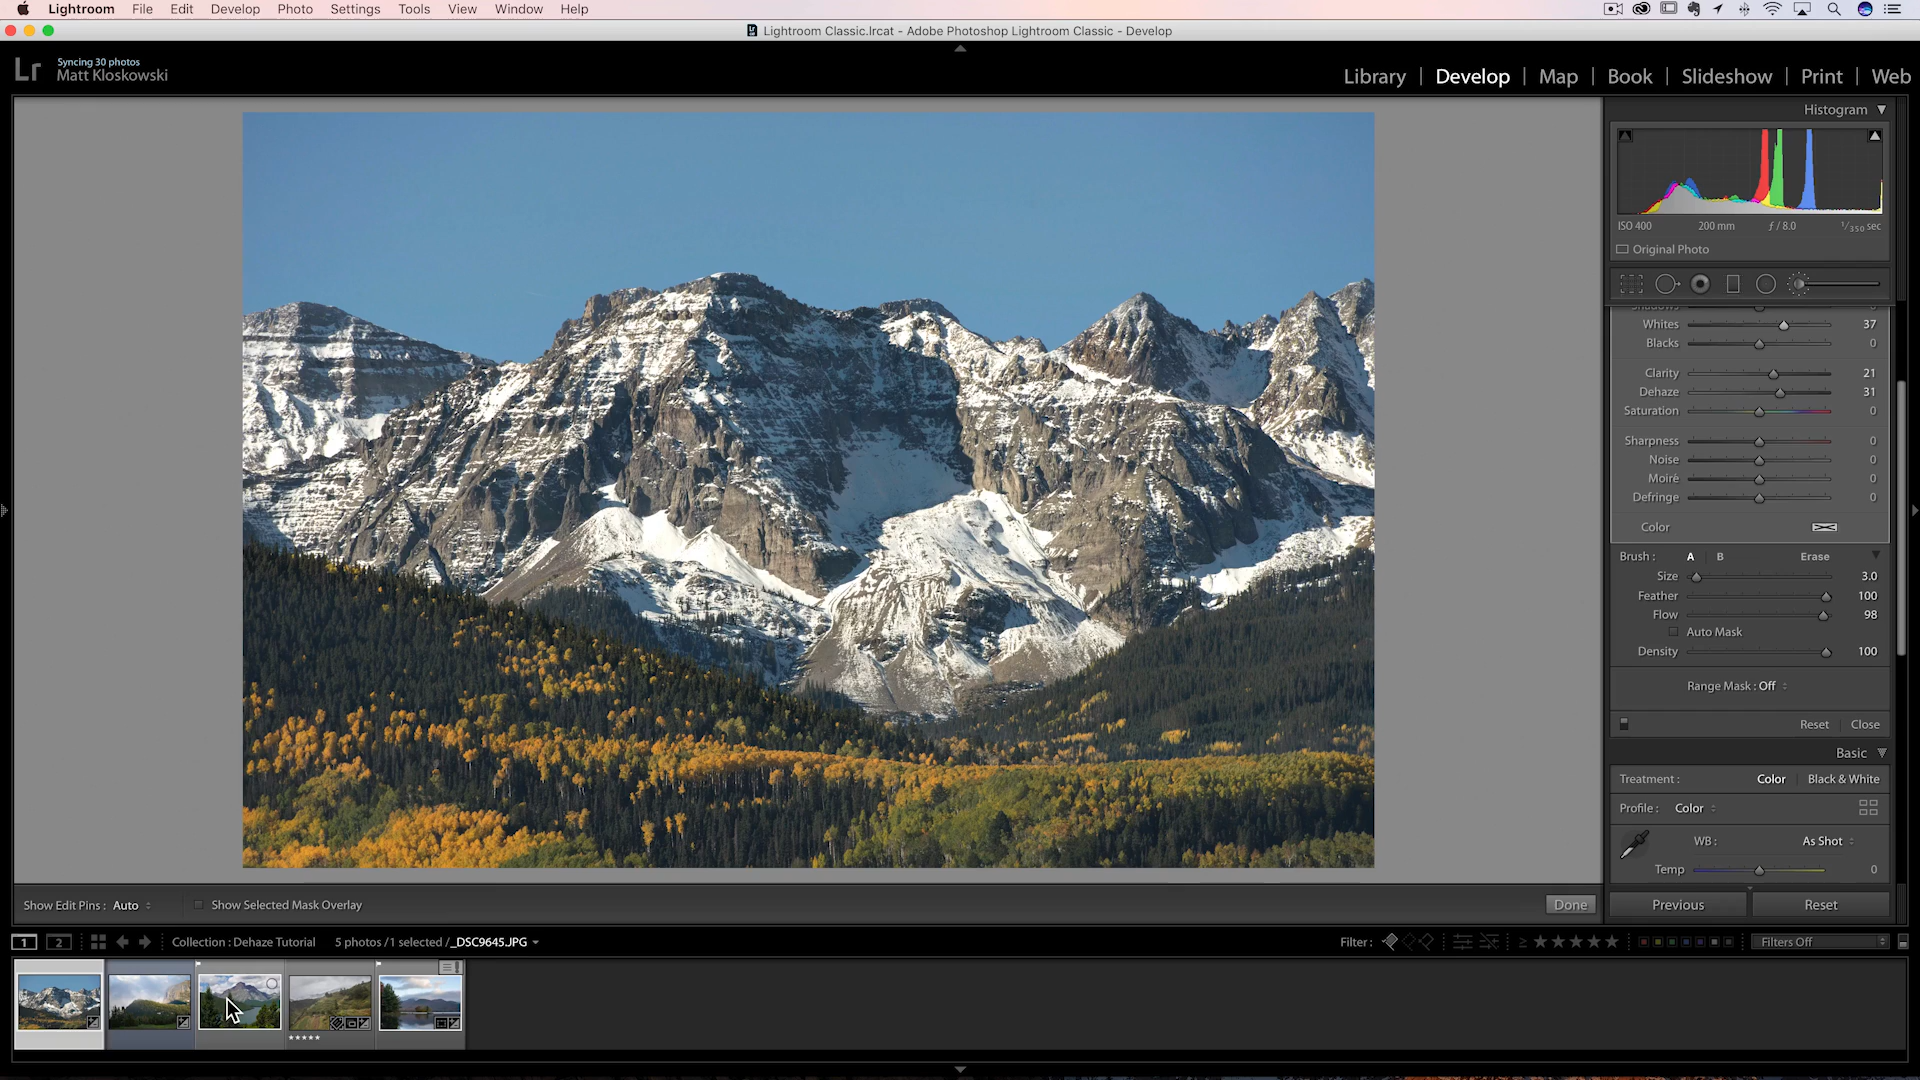 Lightroom File Edit Develop Photo Settings Tools View Window Help
Lightroom Classic.lrcat - Adobe Photoshop Lightroom Classic - Develop
Lr
Syncing 30 photos
Matt Kloskowski
Library | Develop | Map | Book | Slideshow | Print | Web
Histogram
ISO 400 200 mm ƒ / 8.0 1/350 sec
Original Photo
Shadows 0
Whites 37
Blacks 0
Clarity 21
Dehaze 31
Saturation 0
Sharpness 0
Noise 0
Moiré 0
Defringe 0
Color
Brush : A B Erase
Size 3.0
Feather 100
Flow 98
Auto Mask
Density 100
Range Mask : Off
Reset Close
Basic
Treatment : Color Black & White
Profile : Color
WB : As Shot
Temp 0
Previous Reset
Show Edit Pins : Auto Show Selected Mask Overlay Done
1 2 Collection : Dehaze Tutorial 5 photos / 1 selected / _DSC9645.JPG Filter : ≥ ★★★★★ Filters Off
★★★★★